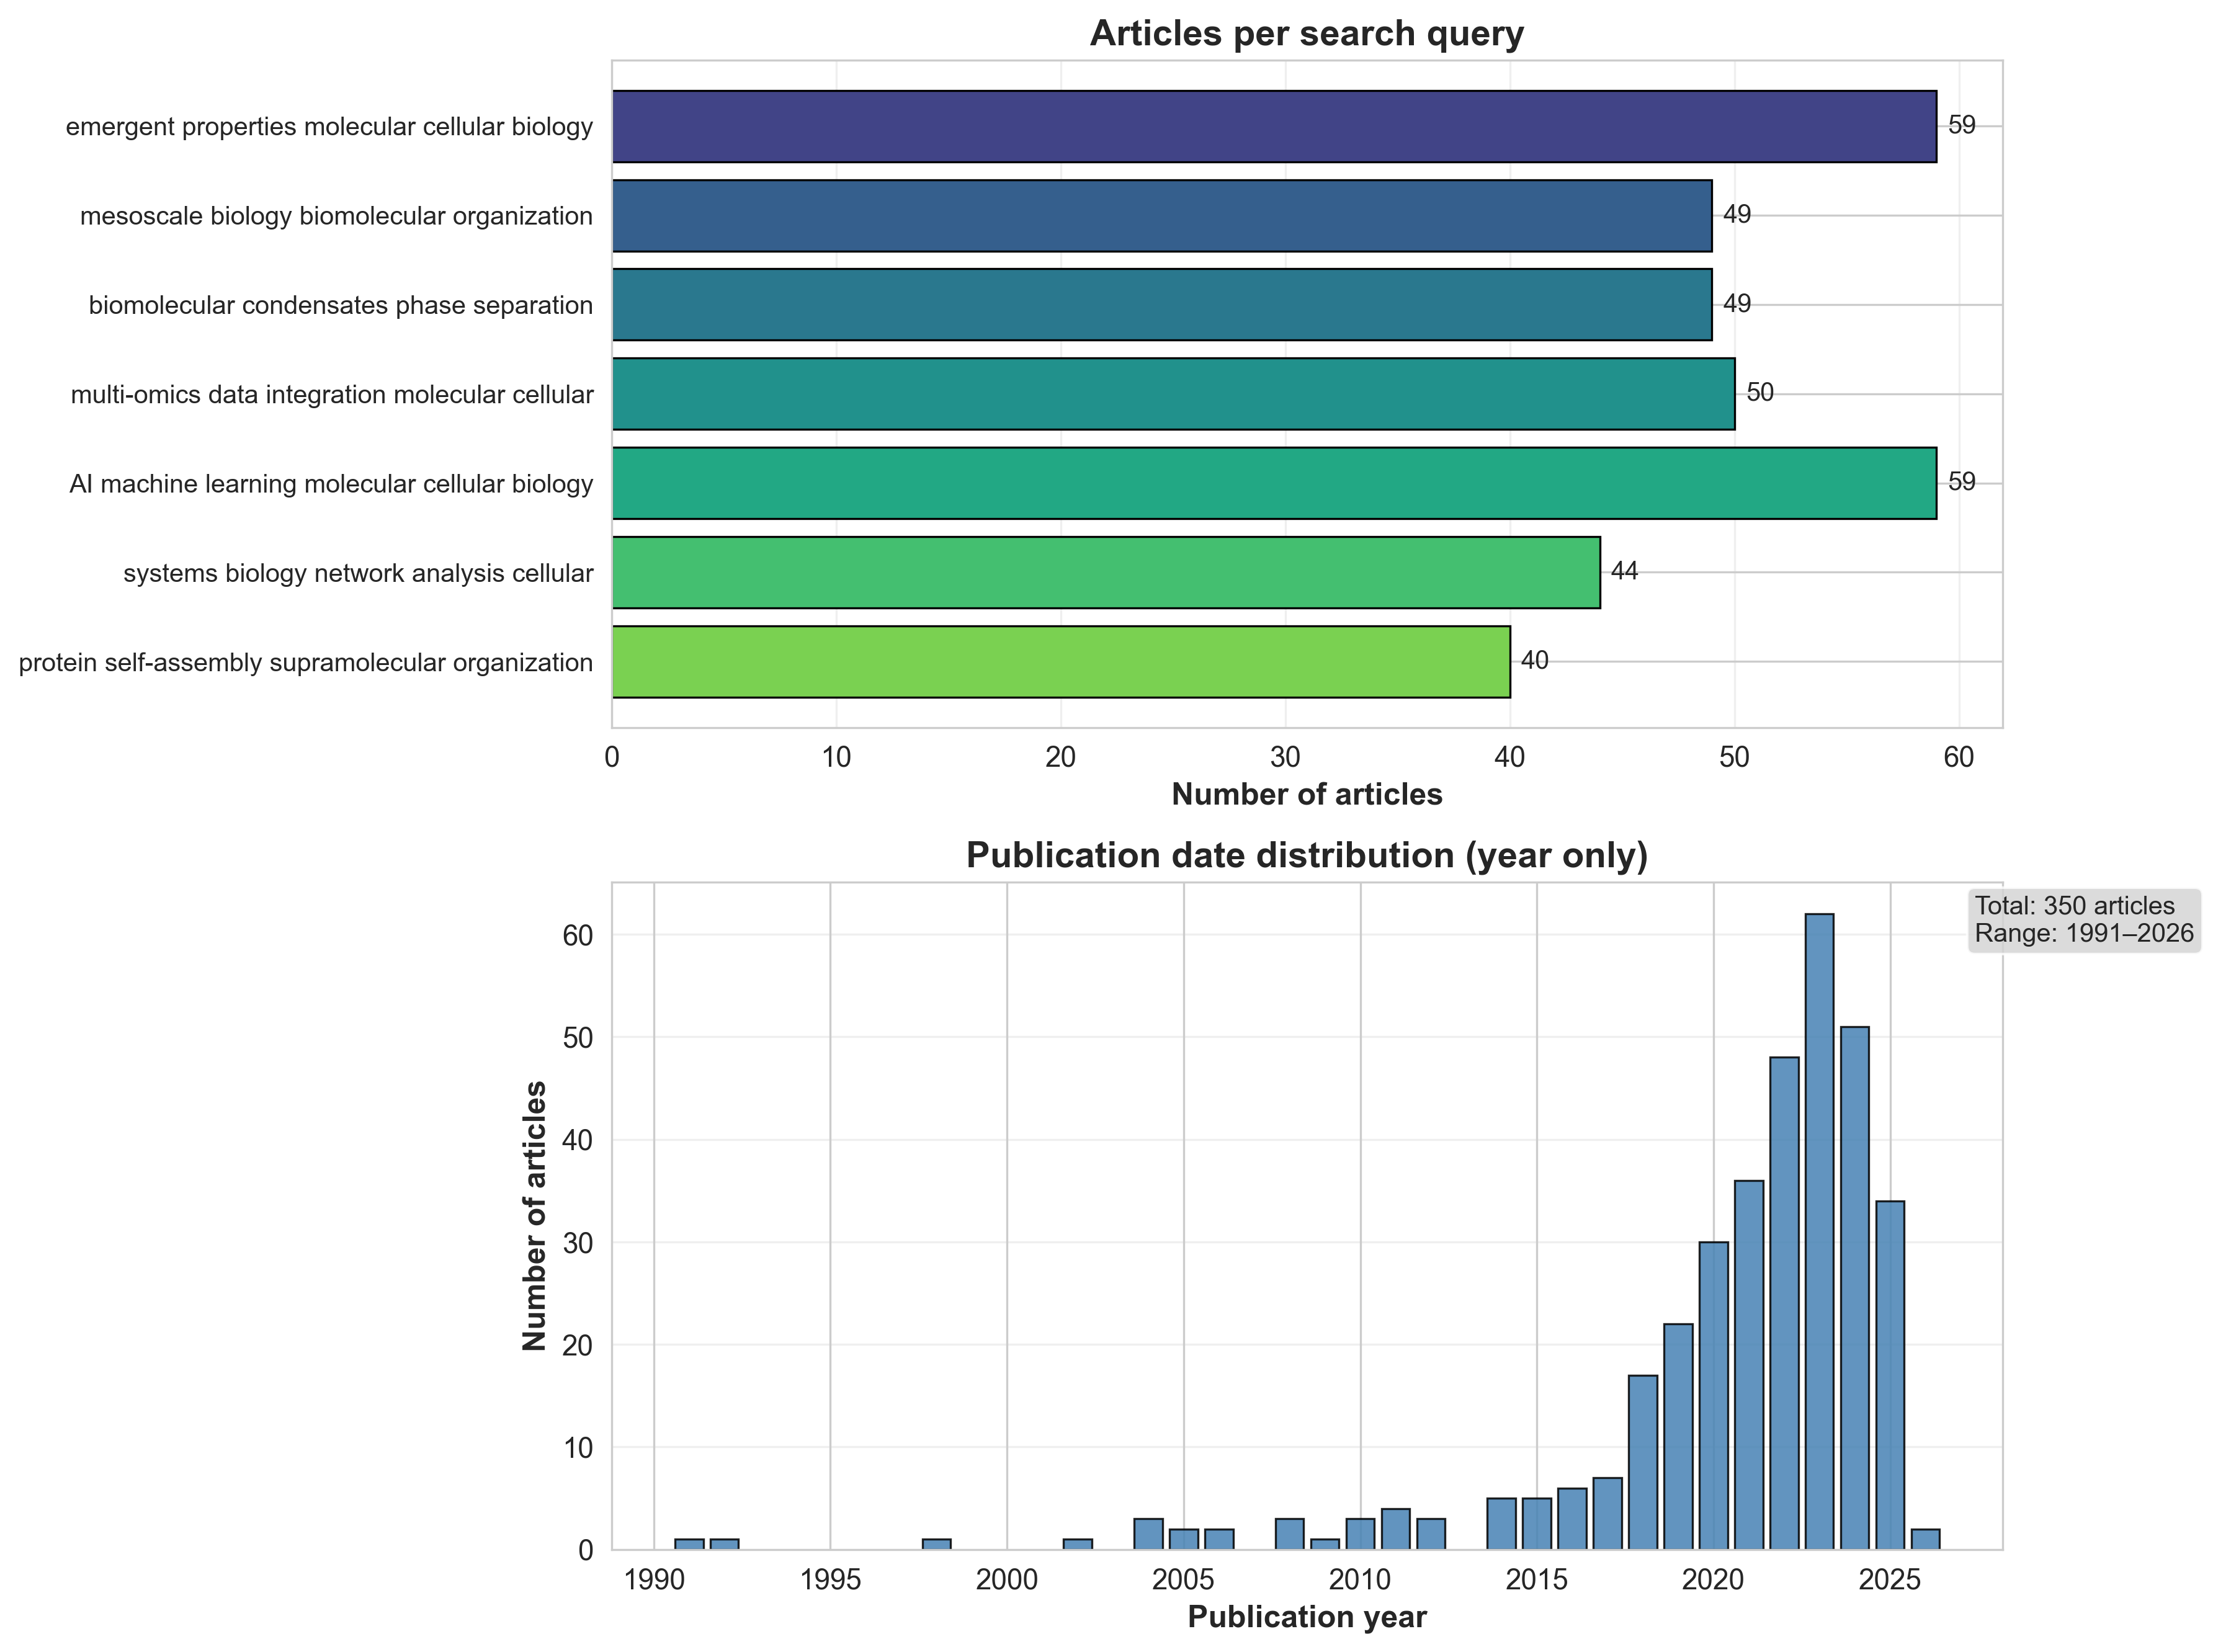 Articles per search query
emergent properties molecular cellular biology
59
mesoscale biology biomolecular organization
49
biomolecular condensates phase separation
49
multi-omics data integration molecular cellular
50
AI machine learning molecular cellular biology
59
systems biology network analysis cellular
44
protein self-assembly supramolecular organization
40
0 10 20 30 40 50 60
Number of articles
Publication date distribution (year only)
Total: 350 articles
Range: 1991–2026
60
50
40
30
20
10
0
Number of articles
1990 1995 2000 2005 2010 2015 2020 2025
Publication year